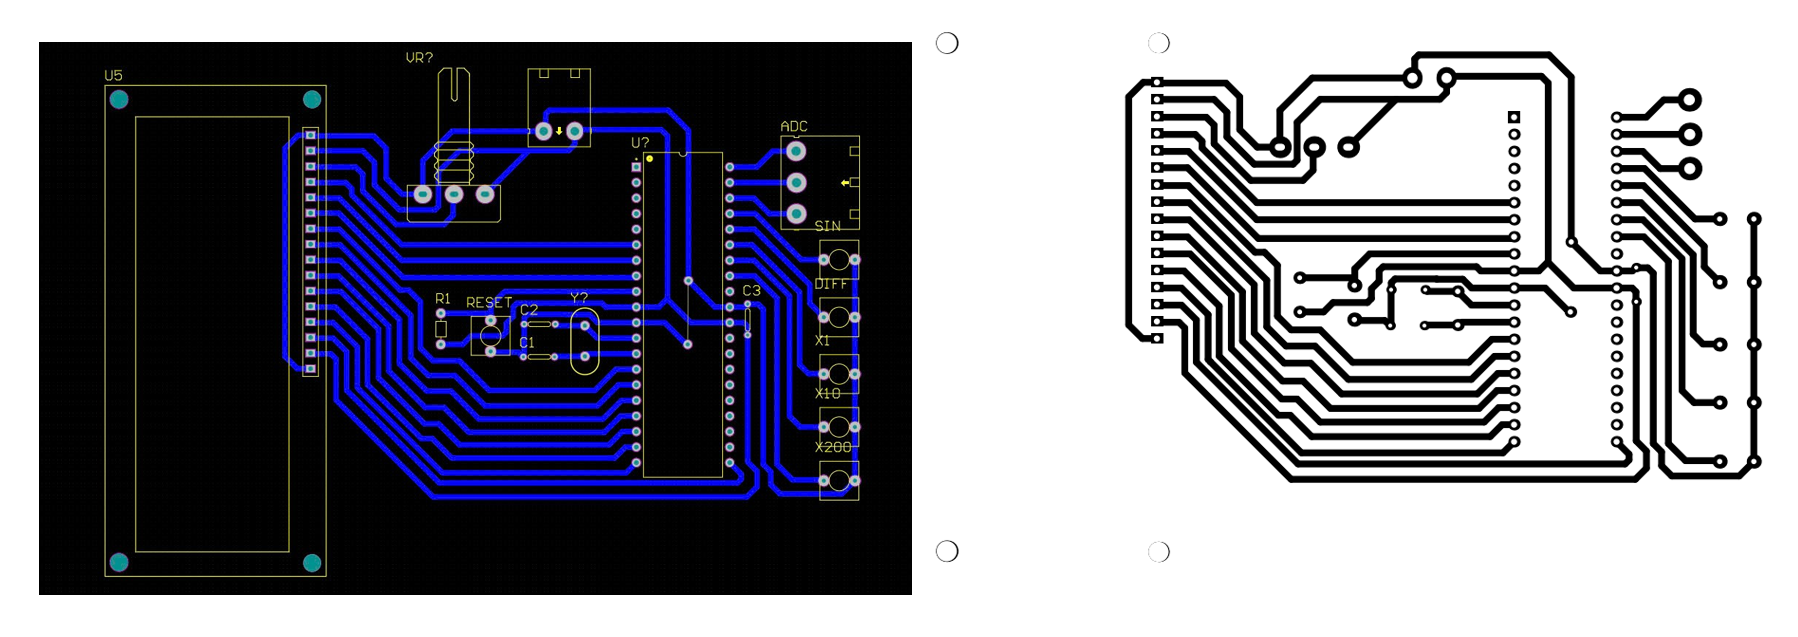 VR?
U5
ADC
U?
SIN
DIFF
C3
R1
RESET
Y?
C2
C1
X1
X10
X200